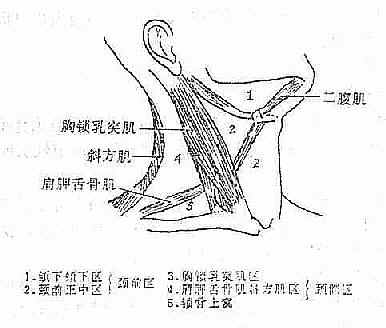 1
二腹肌
胸锁乳突肌
2
斜方肌
4
2
肩胛舌骨肌
5
1.颌下颏下区
2.颈前正中区
颈前区
3.胸锁乳突肌区
4.肩胛舌骨肌斜方肌区
5.锁骨上窝
颈侧区